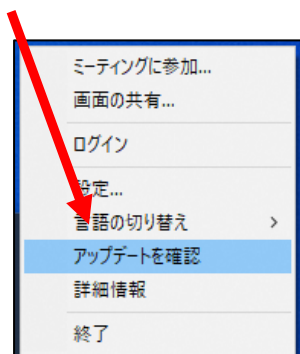 ミーティングに参加...
画面の共有...
ログイン
設定...
言語の切り替え
アップデートを確認
詳細情報
終了